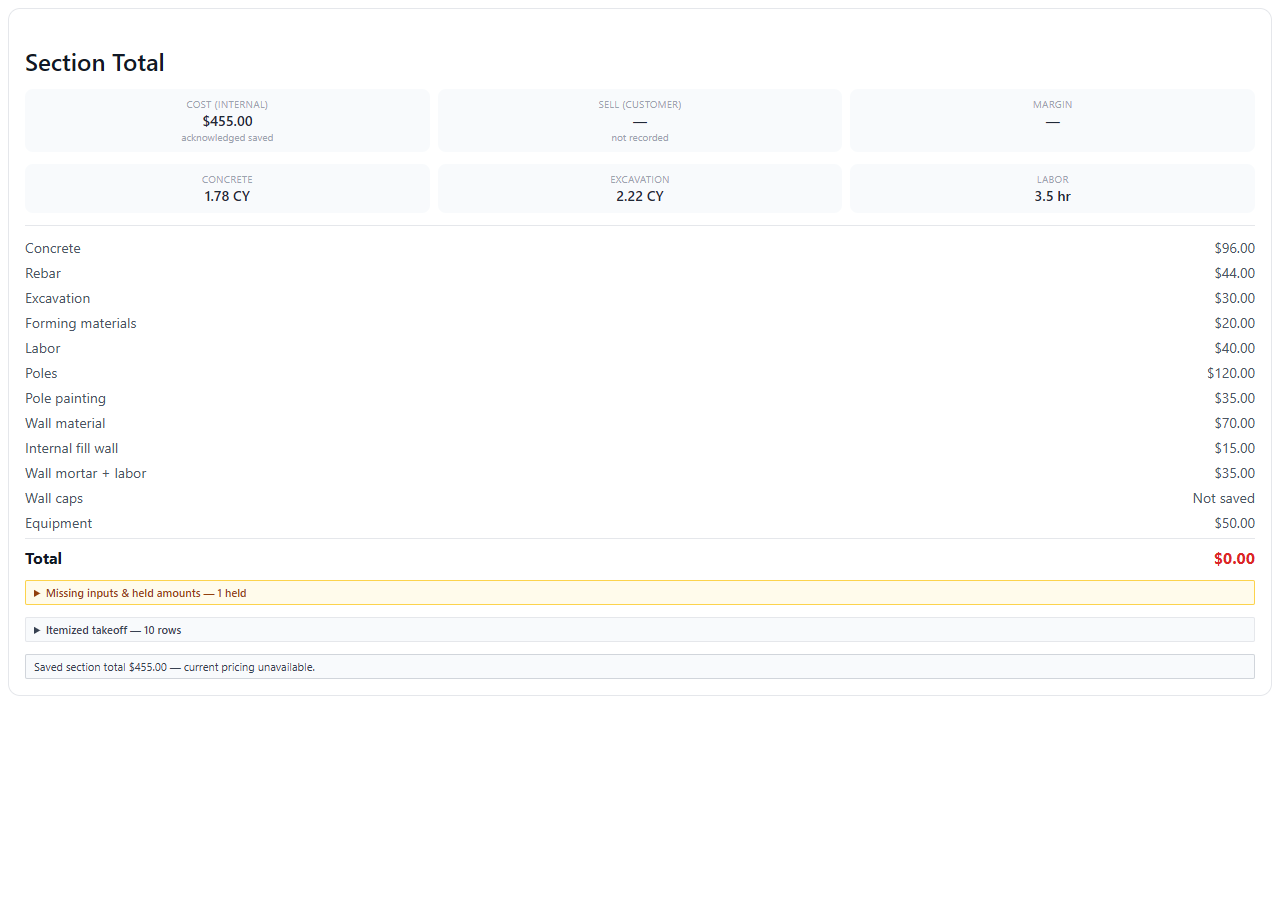 Section Total
COST (INTERNAL)
$455.00
acknowledged saved
SELL (CUSTOMER)
—
not recorded
MARGIN
—
CONCRETE
1.78 CY
EXCAVATION
2.22 CY
LABOR
3.5 hr
Concrete $96.00
Rebar $44.00
Excavation $30.00
Forming materials $20.00
Labor $40.00
Poles $120.00
Pole painting $35.00
Wall material $70.00
Internal fill wall $15.00
Wall mortar + labor $35.00
Wall caps Not saved
Equipment $50.00
Total $0.00
▶ Missing inputs & held amounts — 1 held
▶ Itemized takeoff — 10 rows
Saved section total $455.00 — current pricing unavailable.